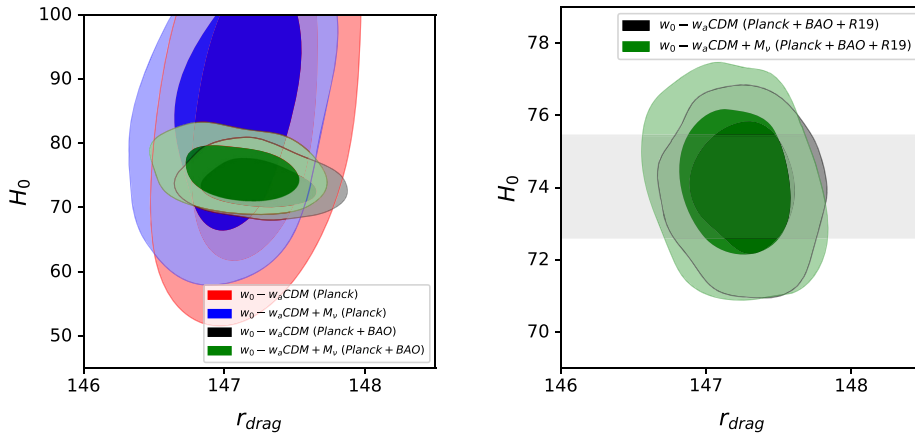 100
90
80
70
60
50
H0
146
147
148
rdrag
w0 − waCDM (Planck)
w0 − waCDM + Mν (Planck)
w0 − waCDM (Planck + BAO)
w0 − waCDM + Mν (Planck + BAO)
78
76
74
72
70
H0
146
147
148
rdrag
w0 − waCDM (Planck + BAO + R19)
w0 − waCDM + Mν (Planck + BAO + R19)